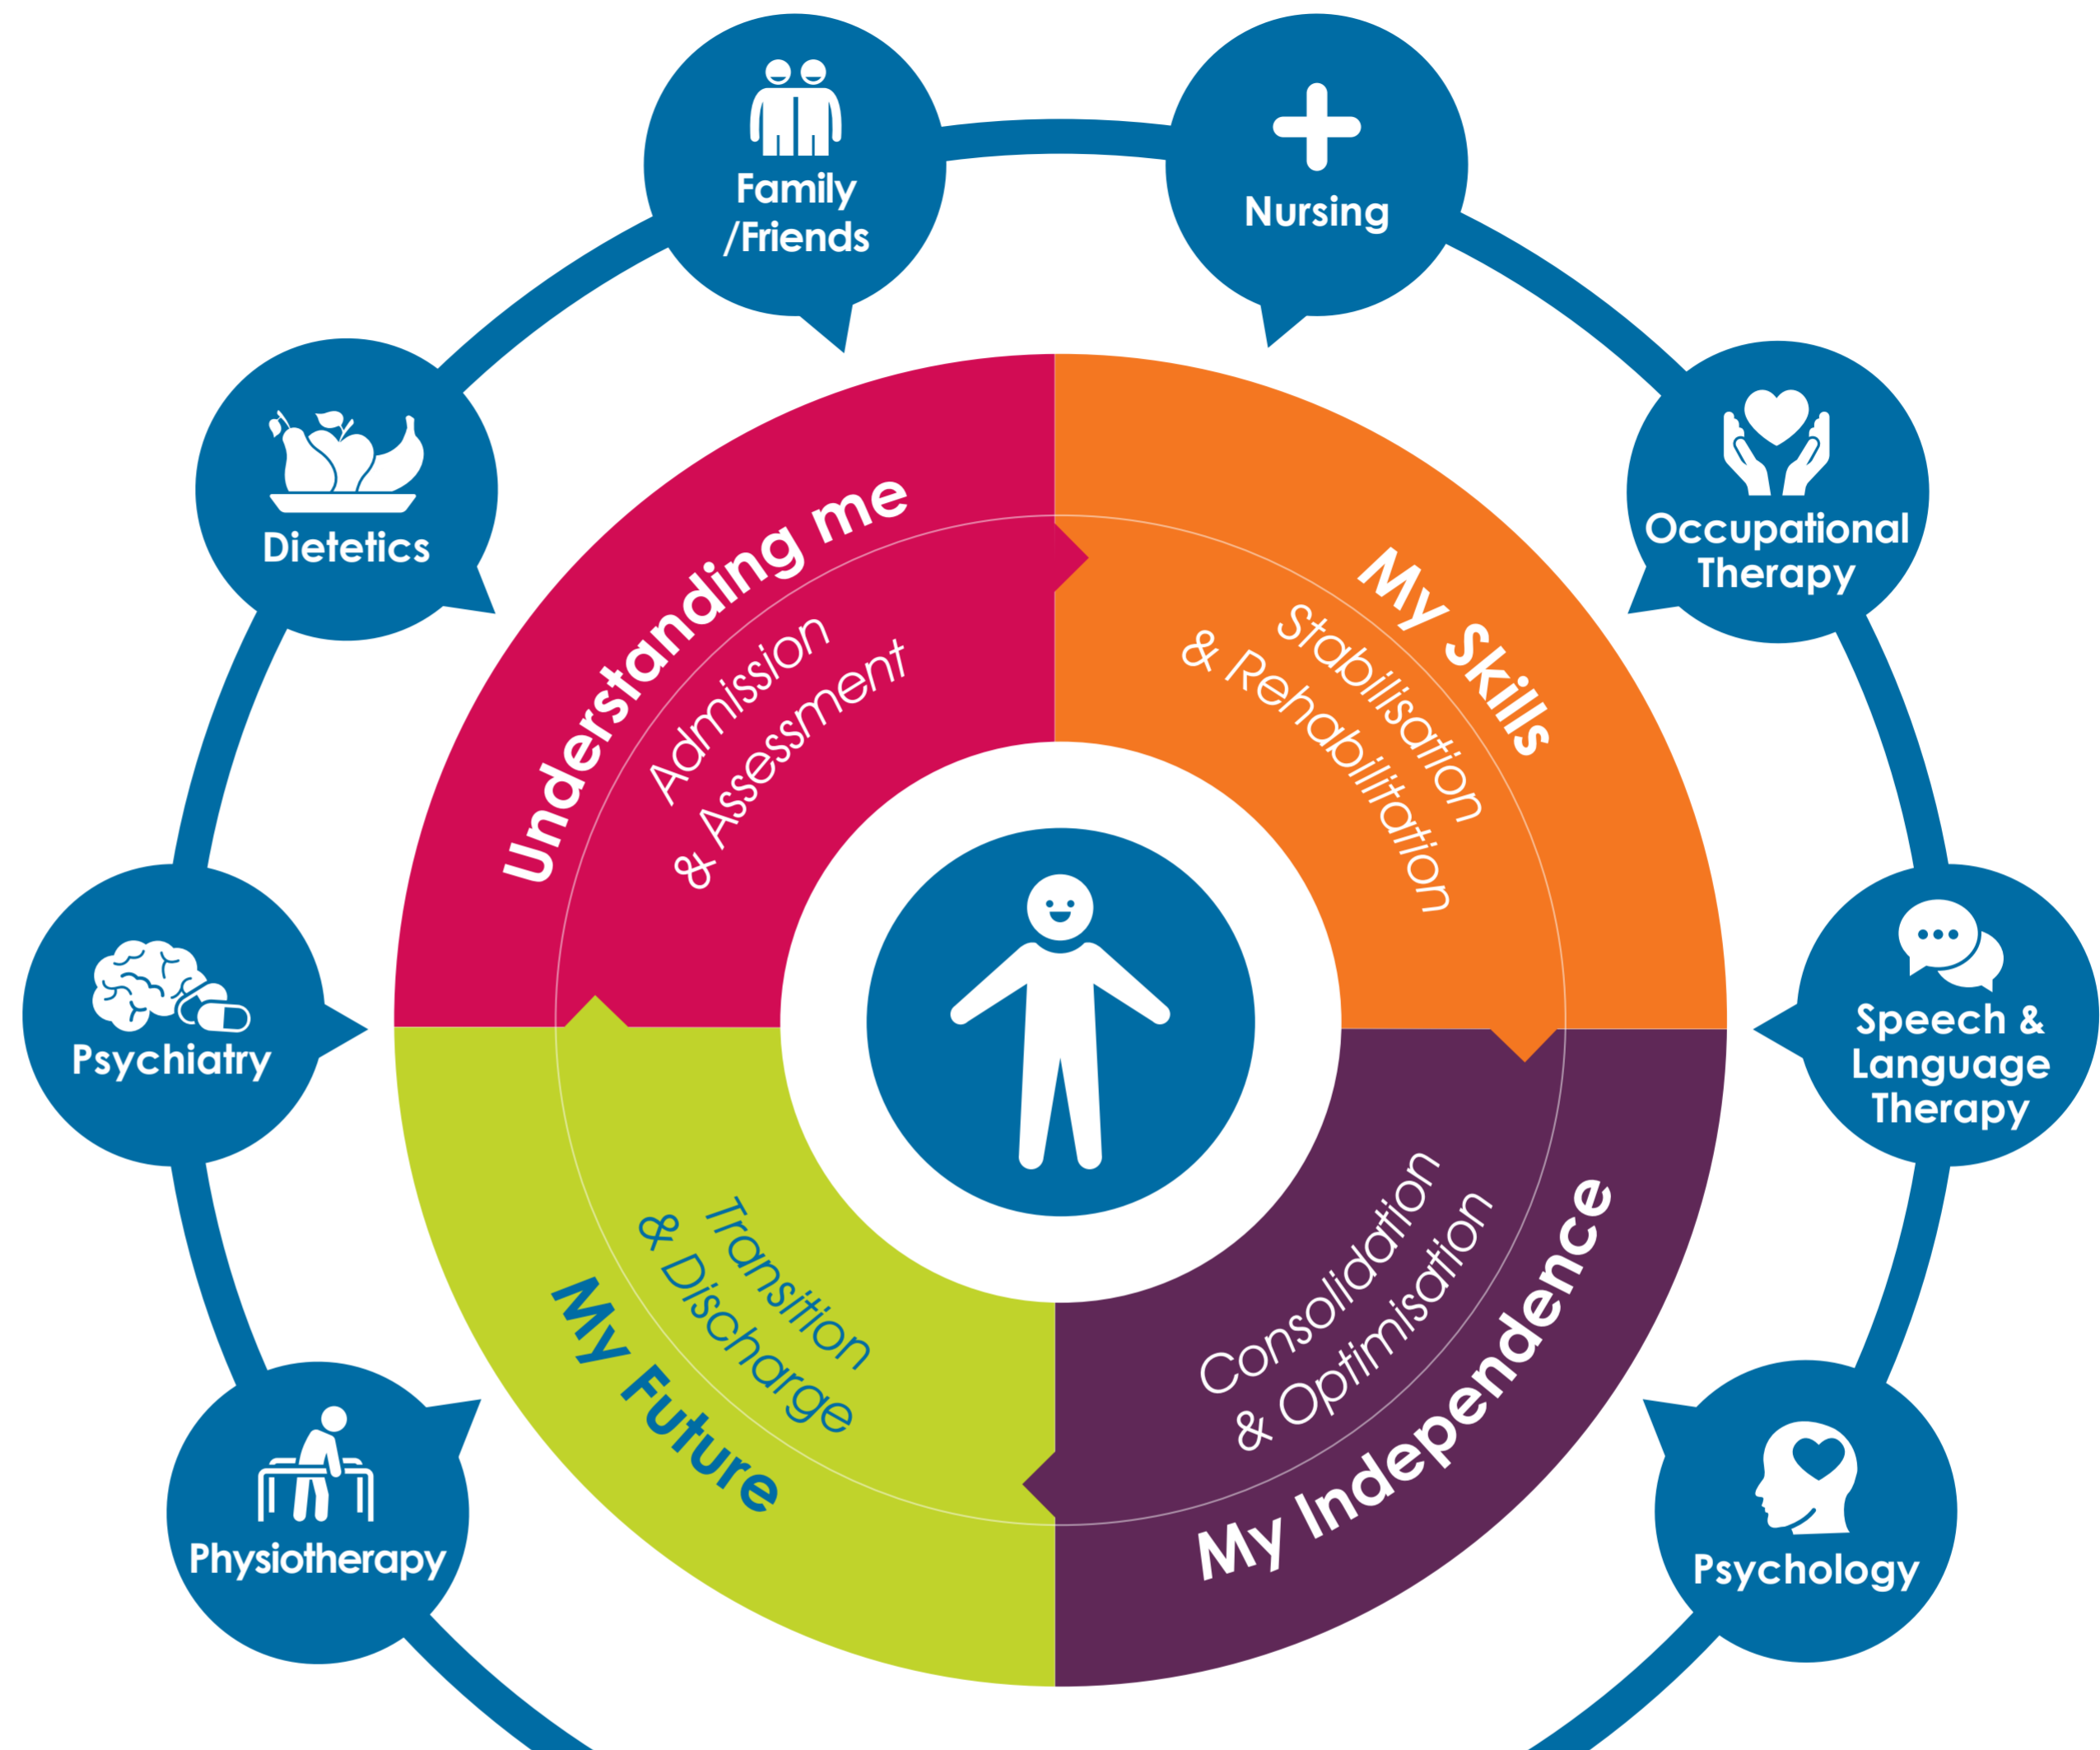 Family
/Friends
Nursing
Dietetics
Occupational
Therapy
Understanding me
Admission
& Assessment
My Skills
Stabilisation
& Rehabilitation
Psychiatry
Speech &
Language
Therapy
Transition
& Discharge
My Future
Consolidation
& Optimisation
My Independence
Physiotherapy
Psychology